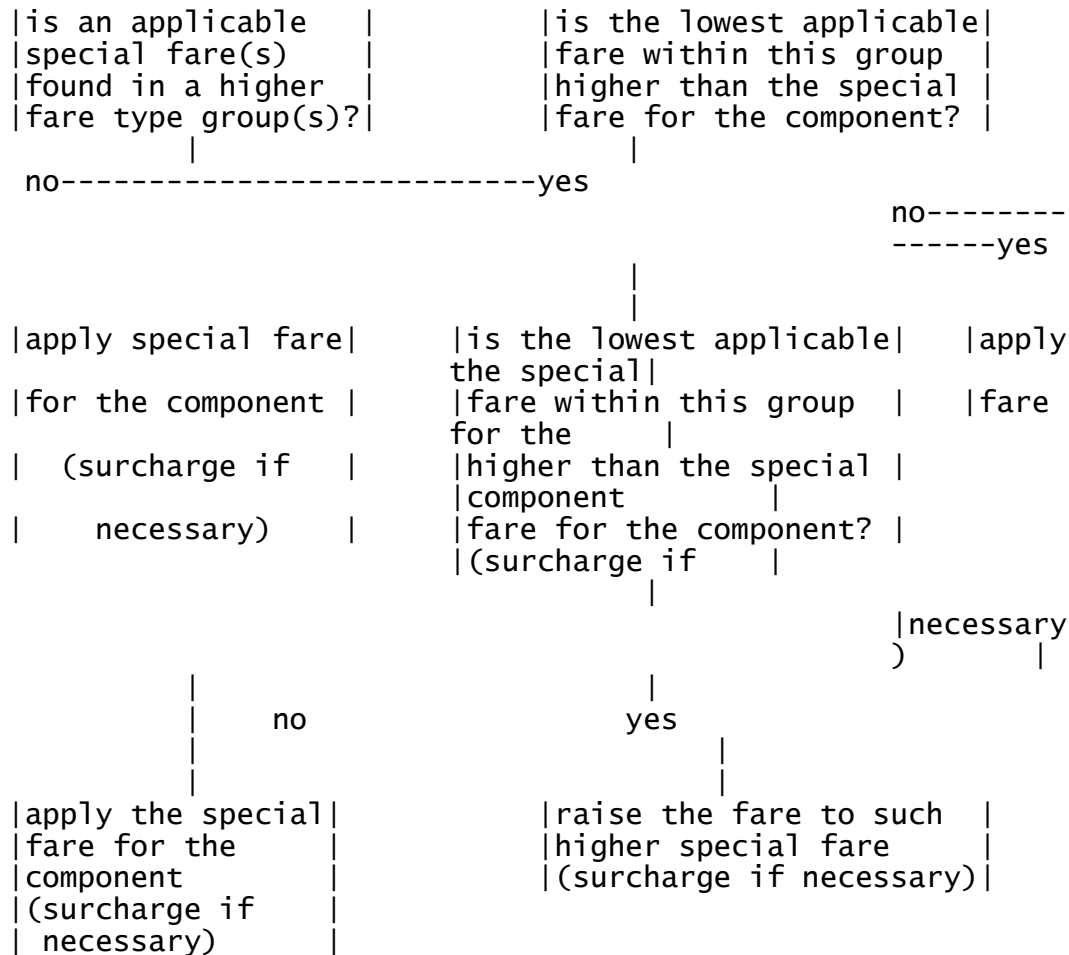 |is an applicable   |         |is the lowest applicable|
|special fare(s)    |         |fare within this group  |
|found in a higher  |         |higher than the special |
|fare type group(s)?|         |fare for the component? |
          |                        |
 no---------------------------yes
                                                  no--------
                                                  ------yes
                                   |
                                   |
|apply special fare|     |is the lowest applicable|   |apply
                         the special|
|for the component |     |fare within this group  |   |fare
                         for the      |
|  (surcharge if   |     |higher than the special |
                         |component         |
|    necessary)    |     |fare for the component? |
                         |(surcharge if     |
                                    |
                                                  |necessary
                                                  )       |
          |                         |
          |    no                  yes
          |                             |
          |                             |
|apply the special|           |raise the fare to such  |
|fare for the     |           |higher special fare     |
|component        |           |(surcharge if necessary)|
|(surcharge if    |
| necessary)      |